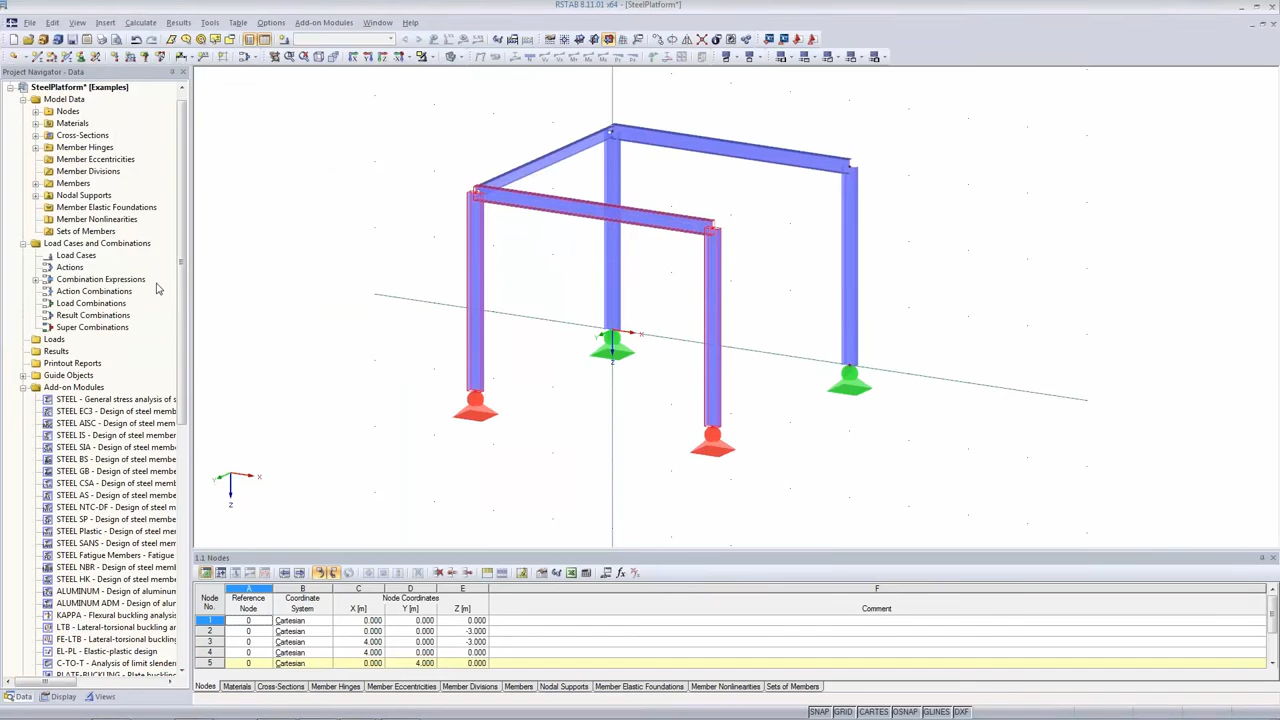 RSTAB 8.11.01 x64 - [SteelPlatform*]
File Edit View Insert Calculate Results Tools Table Options Add-on Modules Window Help
Project Navigator - Data
SteelPlatform* [Examples]
Model Data
Nodes
Materials
Cross-Sections
Member Hinges
Member Eccentricities
Member Divisions
Members
Nodal Supports
Member Elastic Foundations
Member Nonlinearities
Sets of Members
Load Cases and Combinations
Load Cases
Actions
Combination Expressions
Action Combinations
Load Combinations
Result Combinations
Super Combinations
Loads
Results
Printout Reports
Guide Objects
Add-on Modules
STEEL - General stress analysis of s
STEEL EC3 - Design of steel membe
STEEL AISC - Design of steel memb
STEEL IS - Design of steel members
STEEL SIA - Design of steel membe
STEEL BS - Design of steel member
STEEL GB - Design of steel membe
STEEL CSA - Design of steel membe
STEEL AS - Design of steel member
STEEL NTC-DF - Design of steel me
STEEL SP - Design of steel member
STEEL Plastic - Design of steel mem
STEEL SANS - Design of steel mem
STEEL Fatigue Members - Fatigue
STEEL NBR - Design of steel membe
STEEL HK - Design of steel membe
ALUMINUM - Design of aluminum
ALUMINUM ADM - Design of alum
KAPPA - Flexural buckling analysis
LTB - Lateral-torsional buckling an
FE-LTB - Lateral-torsional buckling
EL-PL - Elastic-plastic design
C-TO-T - Analysis of limit slendern
PLATE-BUCKLING - Plate buckling
Data Display Views
X
Y
Z
X
Y
Z
1.1 Nodes
A B C D E F
Node No. Reference Node Coordinate System Node Coordinates X [m] Y [m] Z [m] Comment
1 0 Cartesian 0.000 0.000 0.000
2 0 Cartesian 0.000 0.000 -3.000
3 0 Cartesian 4.000 0.000 -3.000
4 0 Cartesian 4.000 0.000 0.000
5 0 Cartesian 0.000 4.000 0.000
Nodes Materials Cross-Sections Member Hinges Member Eccentricities Member Divisions Members Nodal Supports Member Elastic Foundations Member Nonlinearities Sets of Members
SNAP GRID CARTES OSNAP GLINES DXF